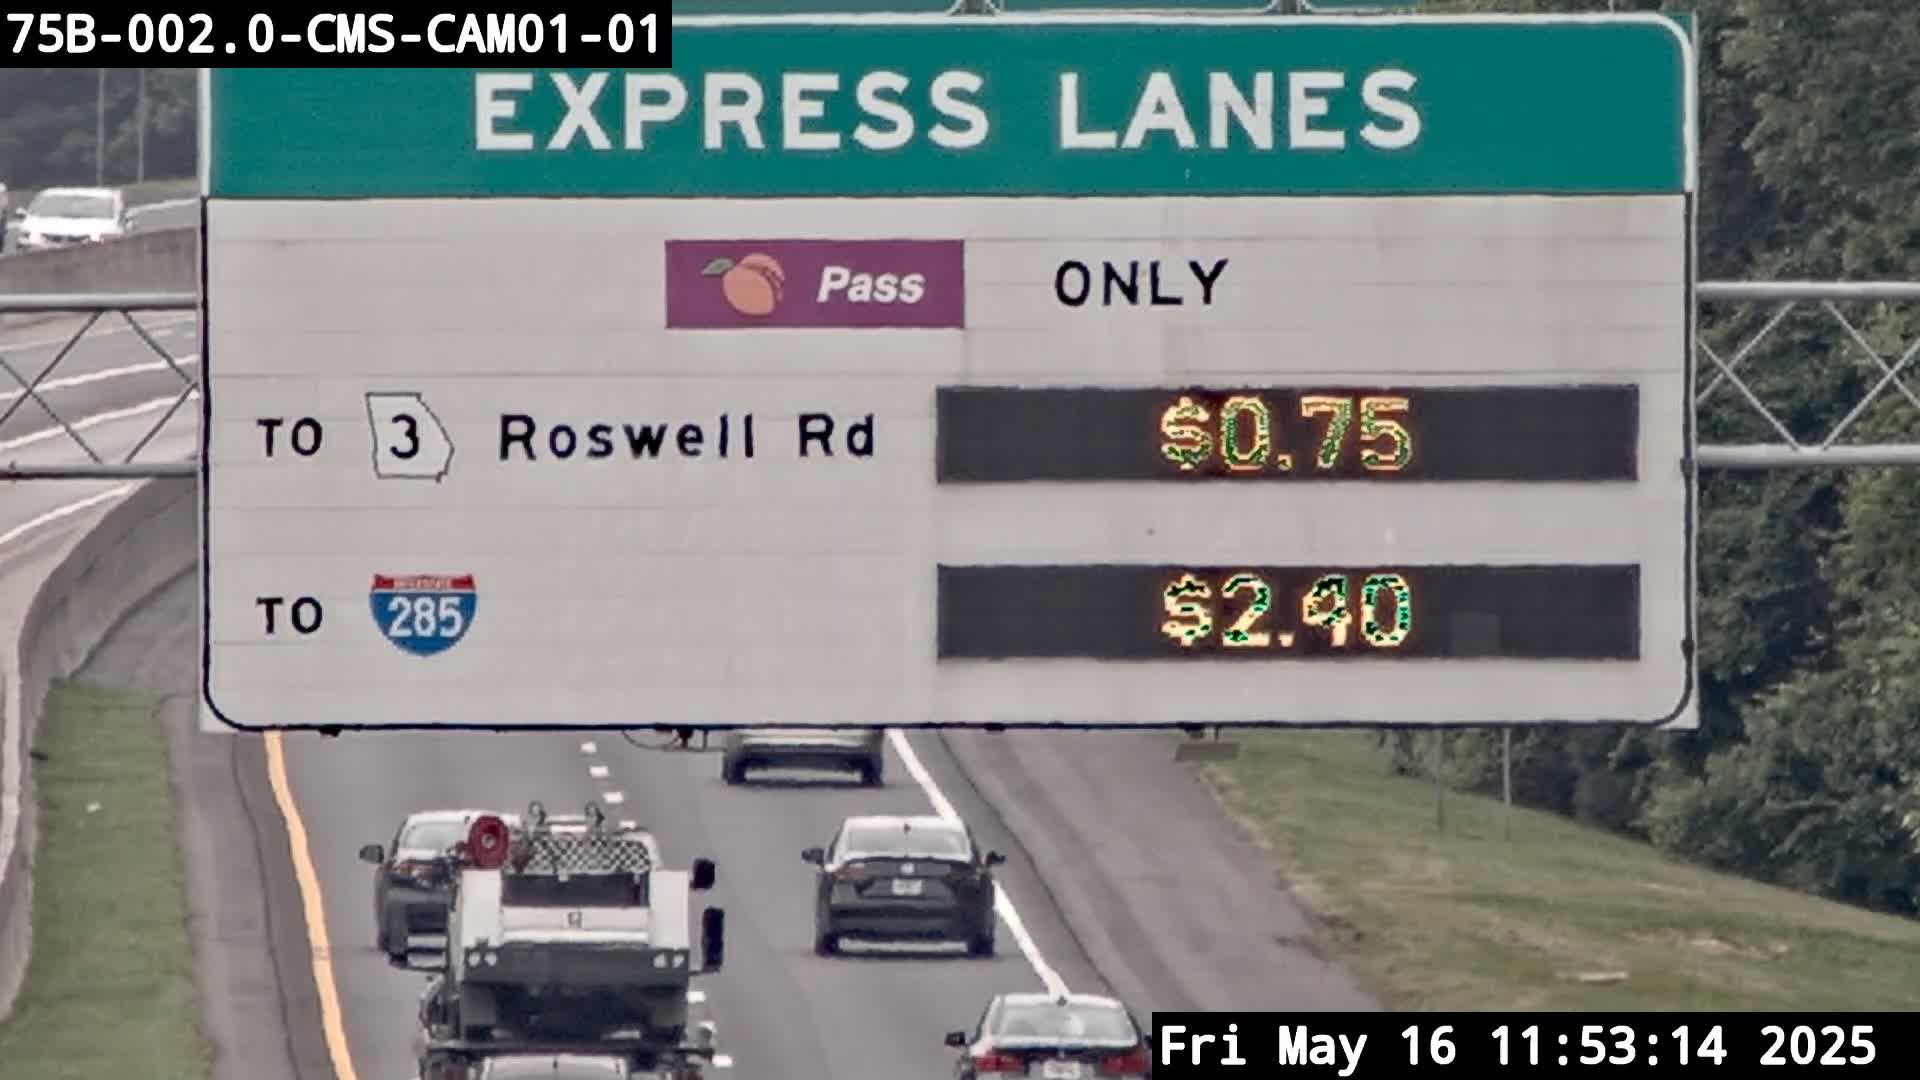 75B-002.0-CMS-CAM01-01
EXPRESS LANES
Pass ONLY
TO 3 Roswell Rd $0.75
TO INTERSTATE 285 $2.40
Fri May 16 11:53:14 2025